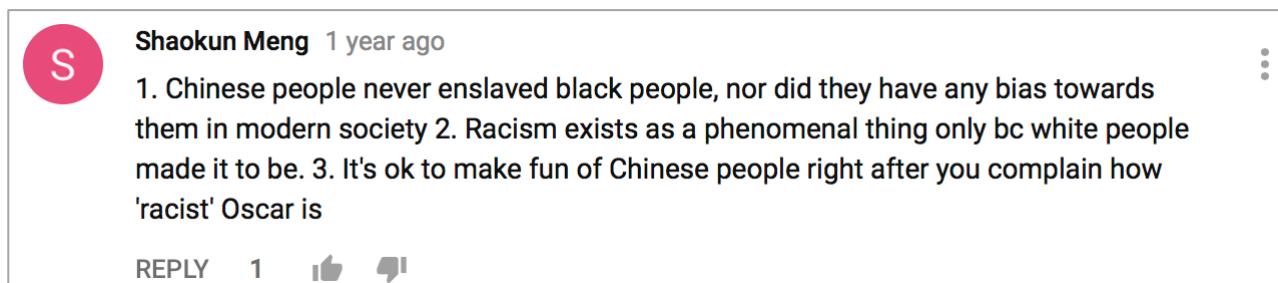 S
Shaokun Meng 1 year ago
1. Chinese people never enslaved black people, nor did they have any bias towards
them in modern society 2. Racism exists as a phenomenal thing only bc white people
made it to be. 3. It's ok to make fun of Chinese people right after you complain how
'racist' Oscar is
REPLY 1